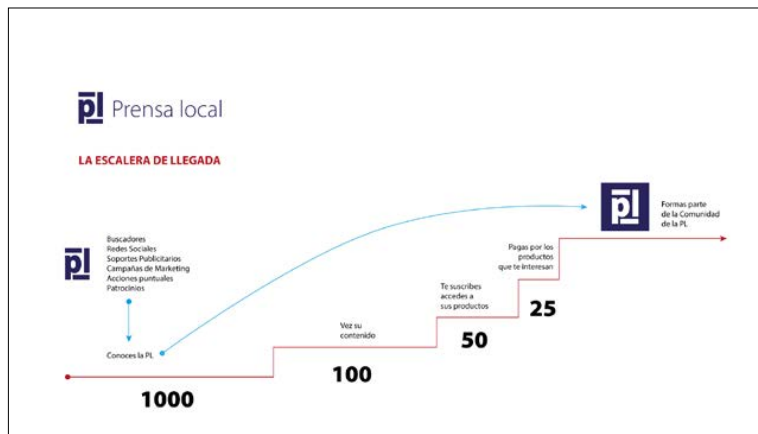 pl Prensa local
LA ESCALERA DE LLEGADA
pl
Buscadores
Redes Sociales
Soportes Publicitarios
Campañas de Marketing
Acciones puntuales
Patrocinios
Conoces la PL
1000
Vez su
contenido
100
Te suscribes
accedes a
sus productos
50
Pagas por los
productos
que te interesan
25
pl
Formas parte
de la Comunidad
de la PL